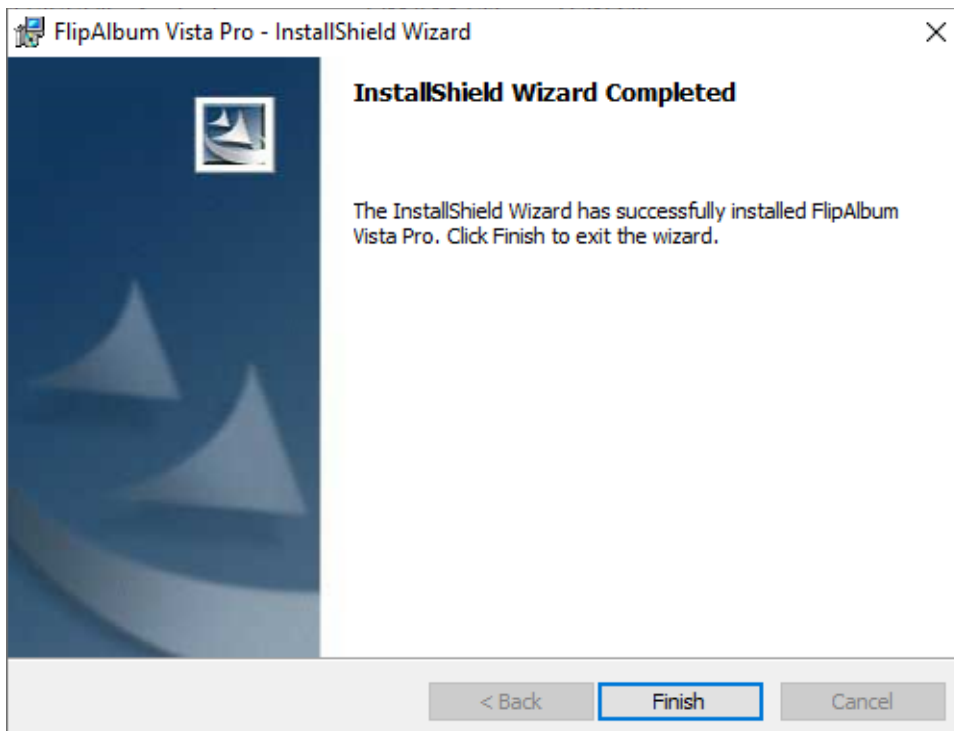 FlipAlbum Vista Pro - InstallShield Wizard
InstallShield Wizard Completed
The InstallShield Wizard has successfully installed FlipAlbum
Vista Pro. Click Finish to exit the wizard.
< Back
Finish
Cancel